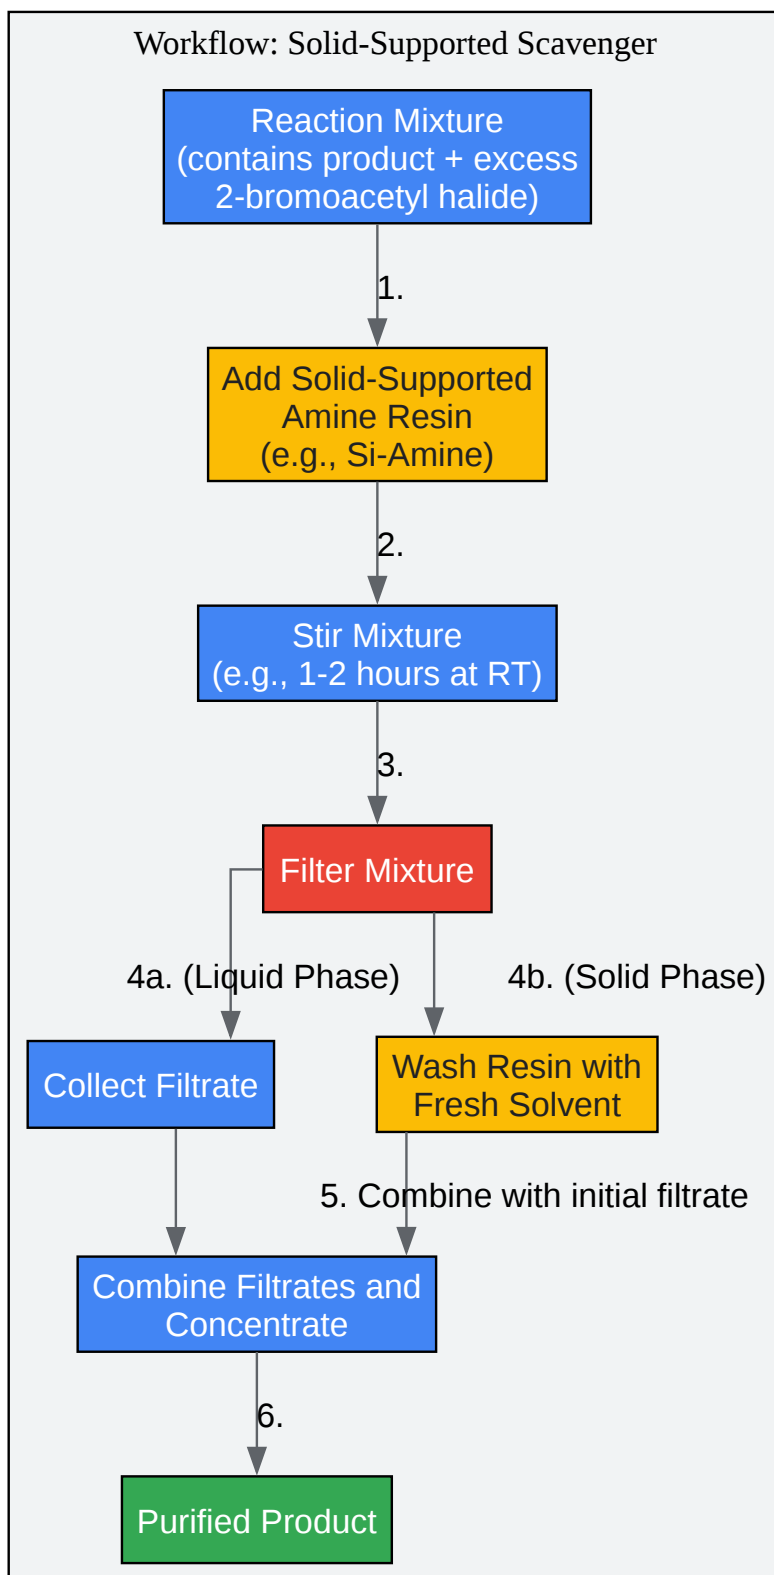 Workflow: Solid-Supported Scavenger
Reaction Mixture
(contains product + excess
2-bromoacetyl halide)
1.
Add Solid-Supported
Amine Resin
(e.g., Si-Amine)
2.
Stir Mixture
(e.g., 1-2 hours at RT)
3.
Filter Mixture
4a. (Liquid Phase)
4b. (Solid Phase)
Collect Filtrate
Wash Resin with
Fresh Solvent
5. Combine with initial filtrate
Combine Filtrates and
Concentrate
6.
Purified Product